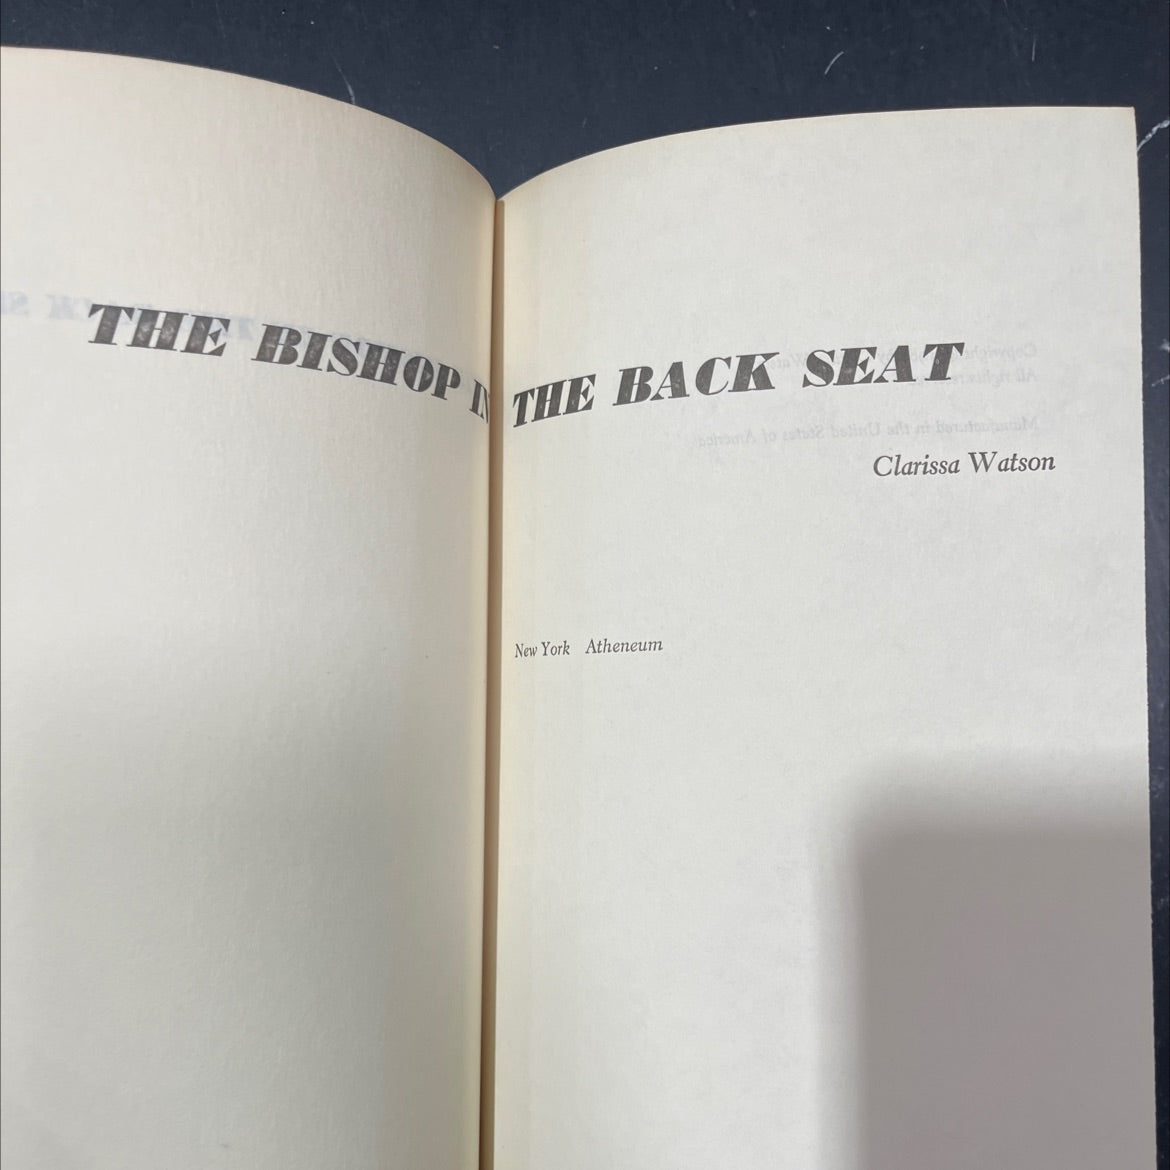 THE BISHOP IN THE BACK SEAT
Clarissa Watson
New York Atheneum